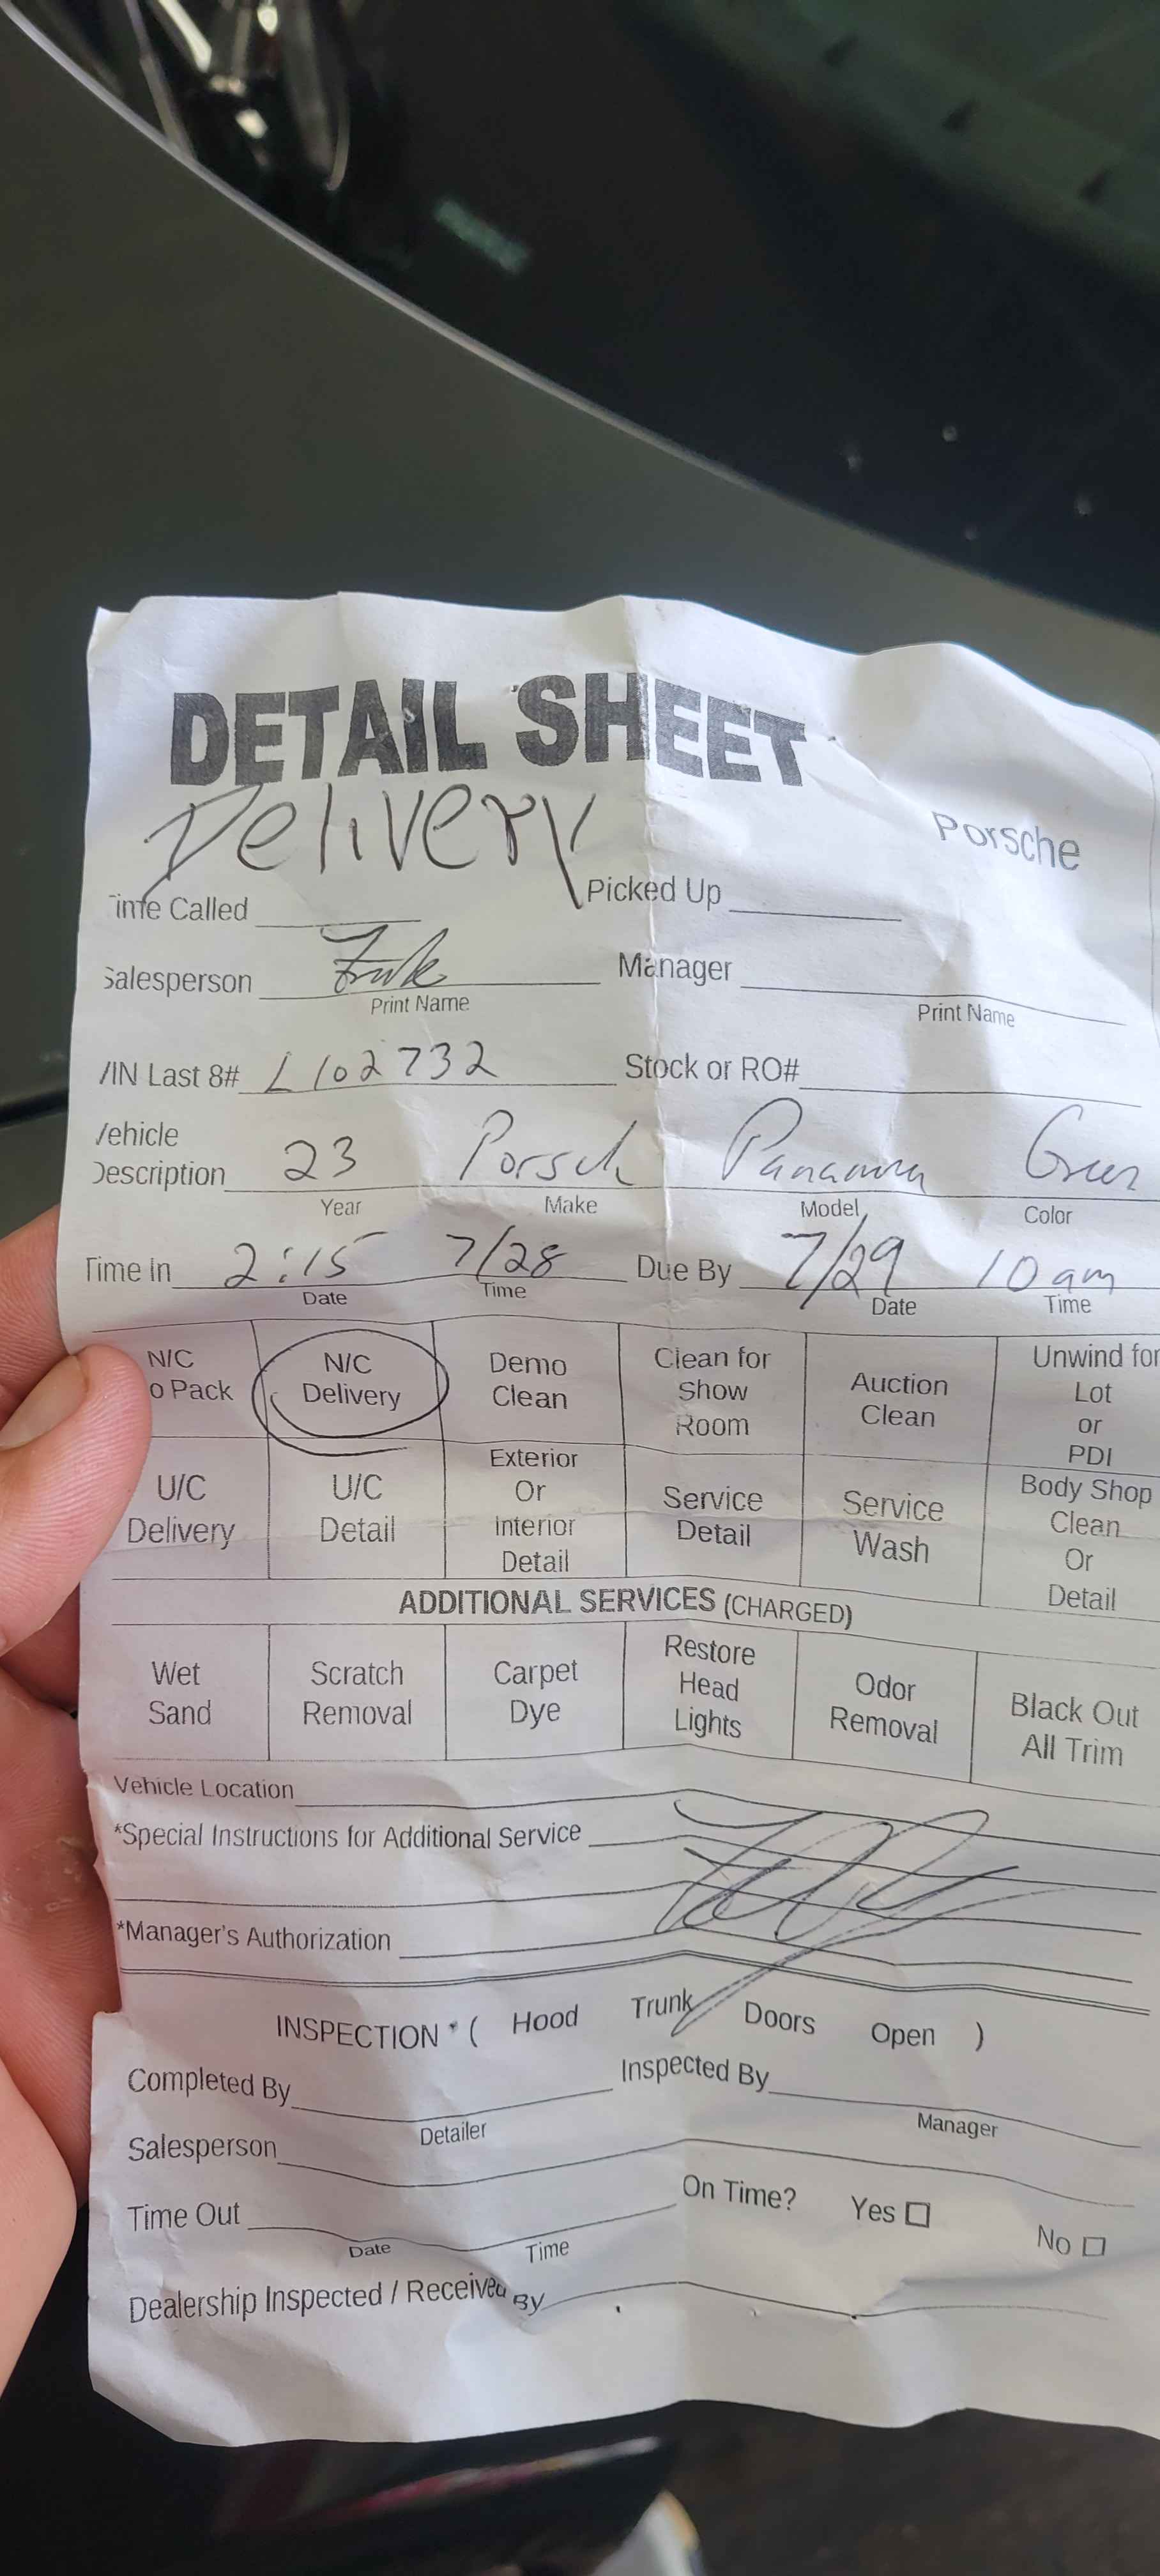 DETAIL SHEET
Delivery
Porsche
ime Called Picked Up
Salesperson Manager
Print Name Print Name
VIN Last 8# L102732 Stock or RO#
Vehicle
Description 23 Porsch Panamera Green
Year Make Model Color
Time In 2:15 7/28 Due By 7/29 10 am
Date Time Date Time
N/C
o Pack
N/C
Delivery
Demo
Clean
Clean for
Show
Room
Auction
Clean
Unwind for
Lot
or
PDI
U/C
Delivery
U/C
Detail
Exterior
Or
Interior
Detail
Service
Detail
Service
Wash
Body Shop
Clean
Or
Detail
ADDITIONAL SERVICES (CHARGED)
Wet
Sand
Scratch
Removal
Carpet
Dye
Restore
Head
Lights
Odor
Removal
Black Out
All Trim
Vehicle Location
*Special Instructions for Additional Service
*Manager's Authorization
INSPECTION * ( Hood Trunk Doors Open )
Completed By Inspected By
Detailer Manager
Salesperson
On Time? Yes No
Time Out
Date Time
Dealership Inspected / Received By